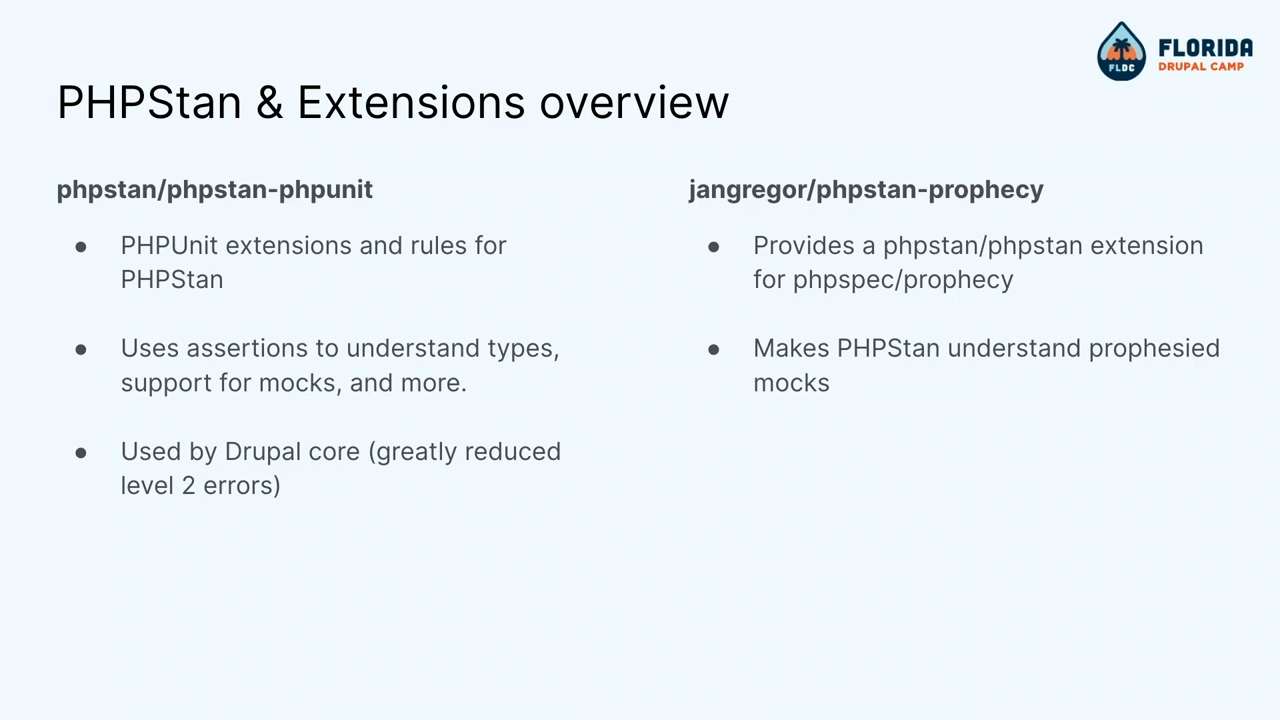 FLORIDA
DRUPAL CAMP
FLDC
PHPStan & Extensions overview
phpstan/phpstan-phpunit
● PHPUnit extensions and rules for
PHPStan
● Uses assertions to understand types,
support for mocks, and more.
● Used by Drupal core (greatly reduced
level 2 errors)
jangregor/phpstan-prophecy
● Provides a phpstan/phpstan extension
for phpspec/prophecy
● Makes PHPStan understand prophesied
mocks